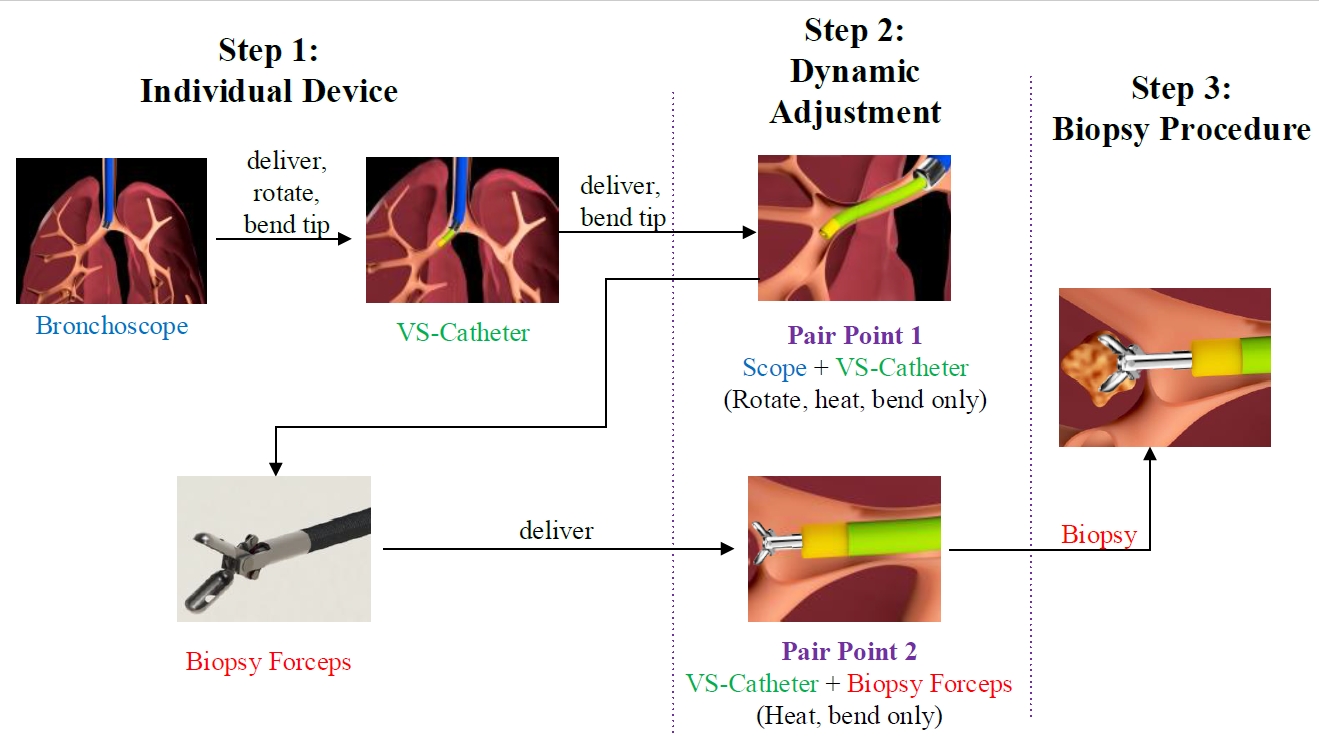 Step 1:
Individual Device
Step 2:
Dynamic
Adjustment
Step 3:
Biopsy Procedure
deliver,
rotate,
bend tip
deliver,
bend tip
Bronchoscope
VS-Catheter
Pair Point 1
Scope + VS-Catheter
(Rotate, heat, bend only)
deliver
Biopsy
Biopsy Forceps
Pair Point 2
VS-Catheter + Biopsy Forceps
(Heat, bend only)